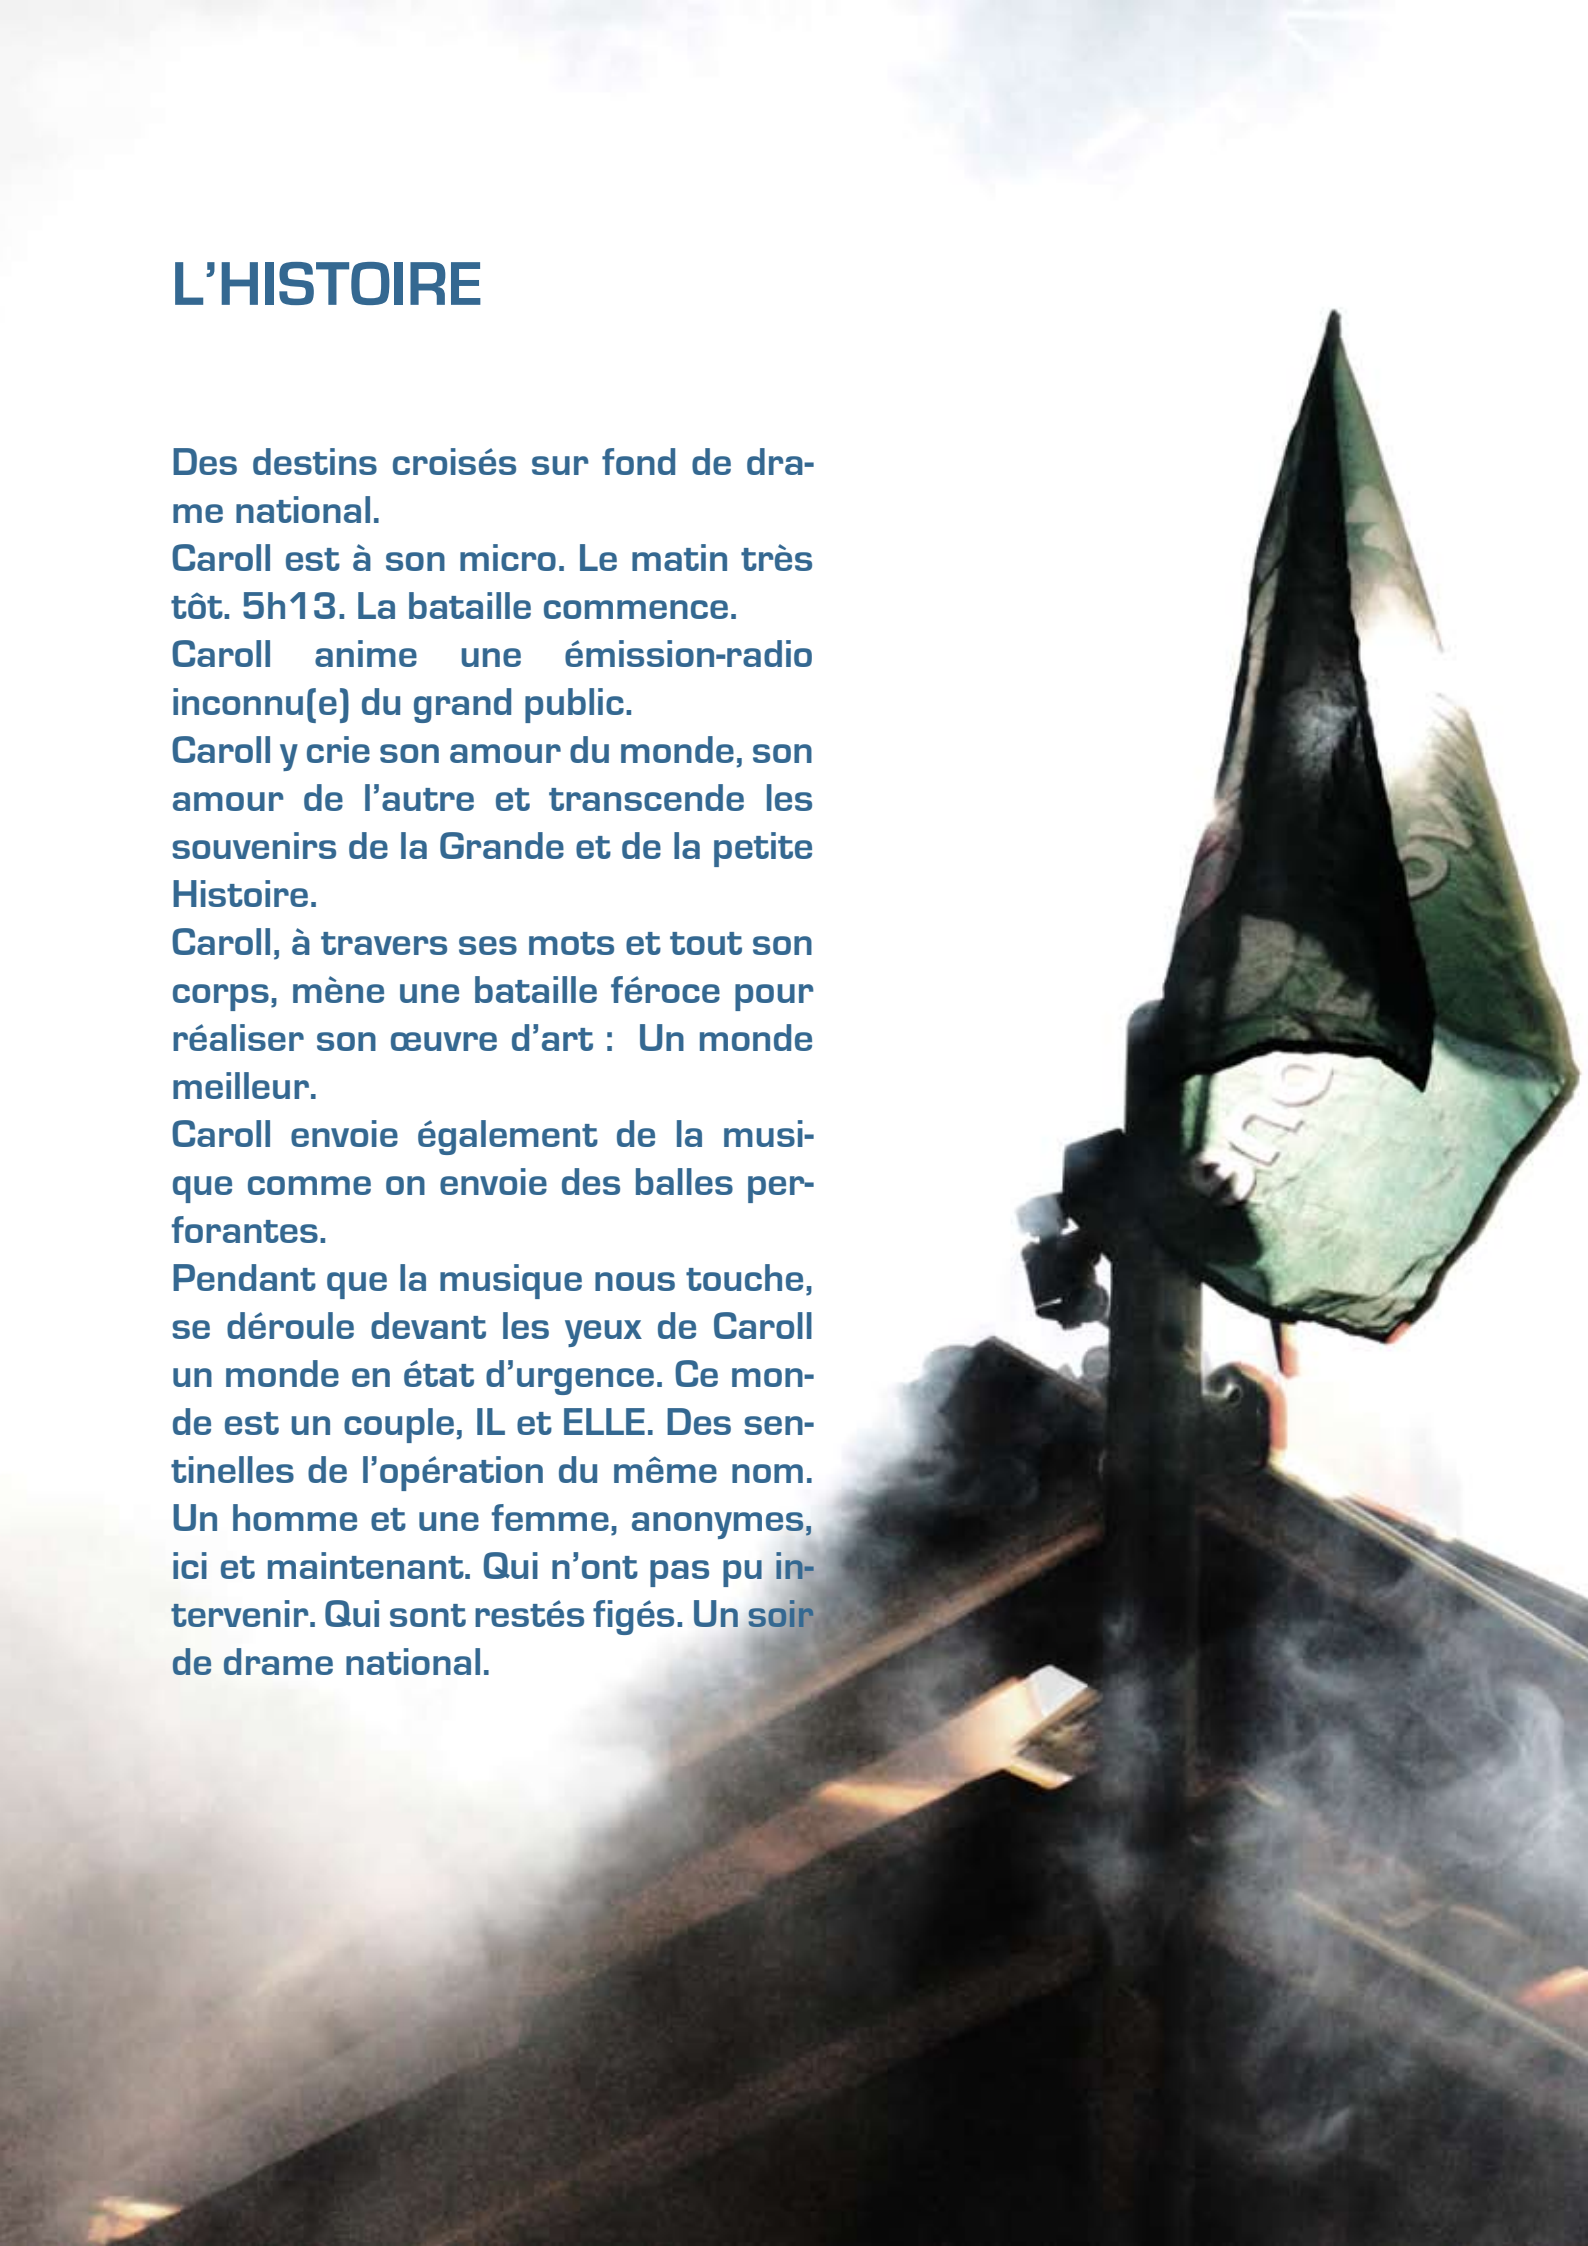 L’HISTOIRE
Des destins croisés sur fond de dra-
me national.
Caroll est à son micro. Le matin très
tôt. 5h13. La bataille commence.
Caroll anime une émission-radio
inconnu(e) du grand public.
Caroll y crie son amour du monde, son
amour de l’autre et transcende les
souvenirs de la Grande et de la petite
Histoire.
Caroll, à travers ses mots et tout son
corps, mène une bataille féroce pour
réaliser son œuvre d’art :  Un monde
meilleur.
Caroll envoie également de la musi-
que comme on envoie des balles per-
forantes.
Pendant que la musique nous touche,
se déroule devant les yeux de Caroll
un monde en état d’urgence. Ce mon-
de est un couple, IL et ELLE. Des sen-
tinelles de l’opération du même nom.
Un homme et une femme, anonymes,
ici et maintenant. Qui n’ont pas pu in-
tervenir. Qui sont restés figés. Un soir
de drame national.